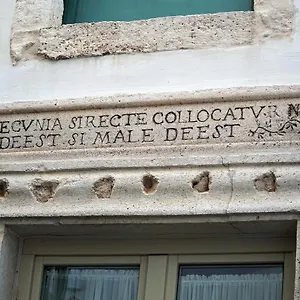 ECVNIA SI RECTE COLLOCATVR N
DEEST SI MALE DEEST